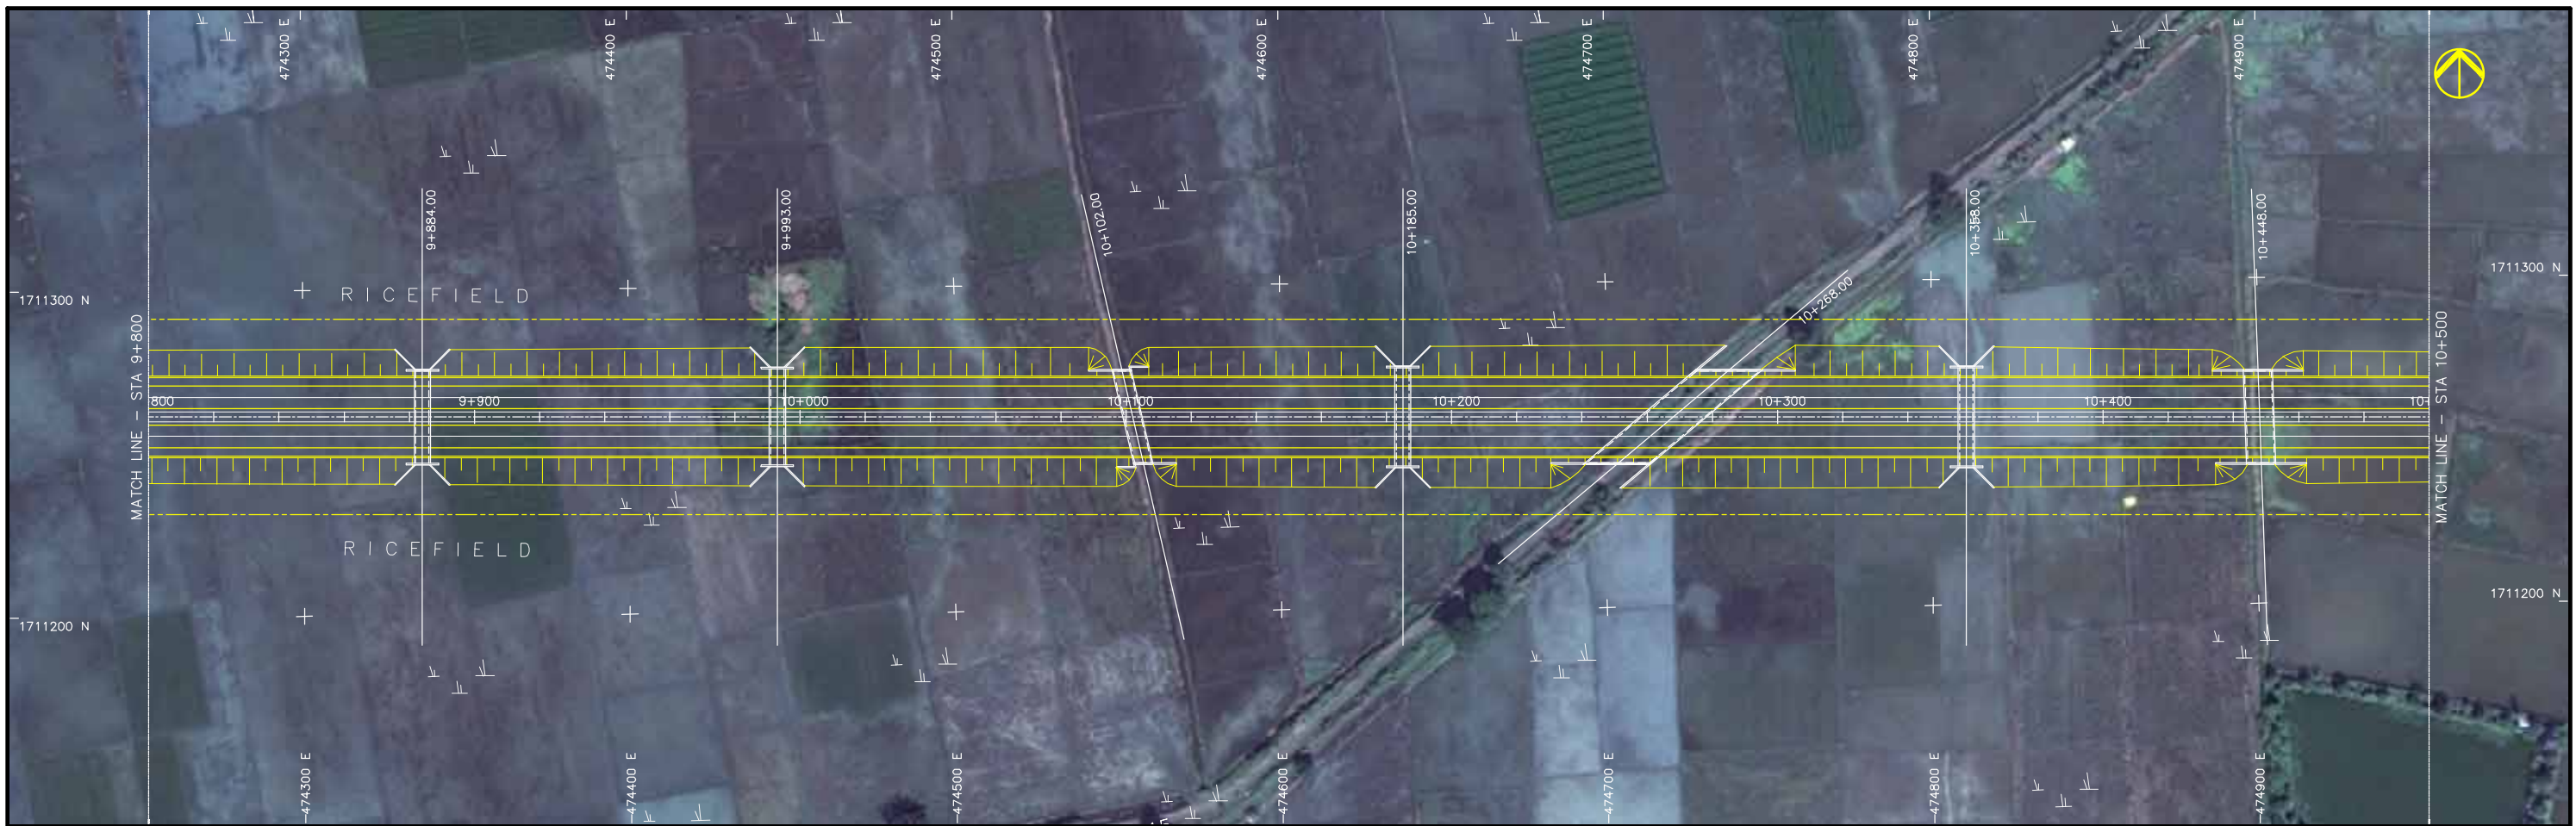 474300 E
474400 E
474500 E
474600 E
474700 E
474800 E
474900 E
9+884.00
9+993.00
10+102.00
10+185.00
10+268.00
10+358.00
10+448.00
1711300 N
RICEFIELD
1711300 N
MATCH LINE - STA 9+800
800
9+900
10+000
10+100
10+200
10+300
10+400
10+
MATCH LINE - STA 10+500
RICEFIELD
1711200 N
1711200 N
474300 E
474400 E
474500 E
474600 E
474700 E
474800 E
474900 E